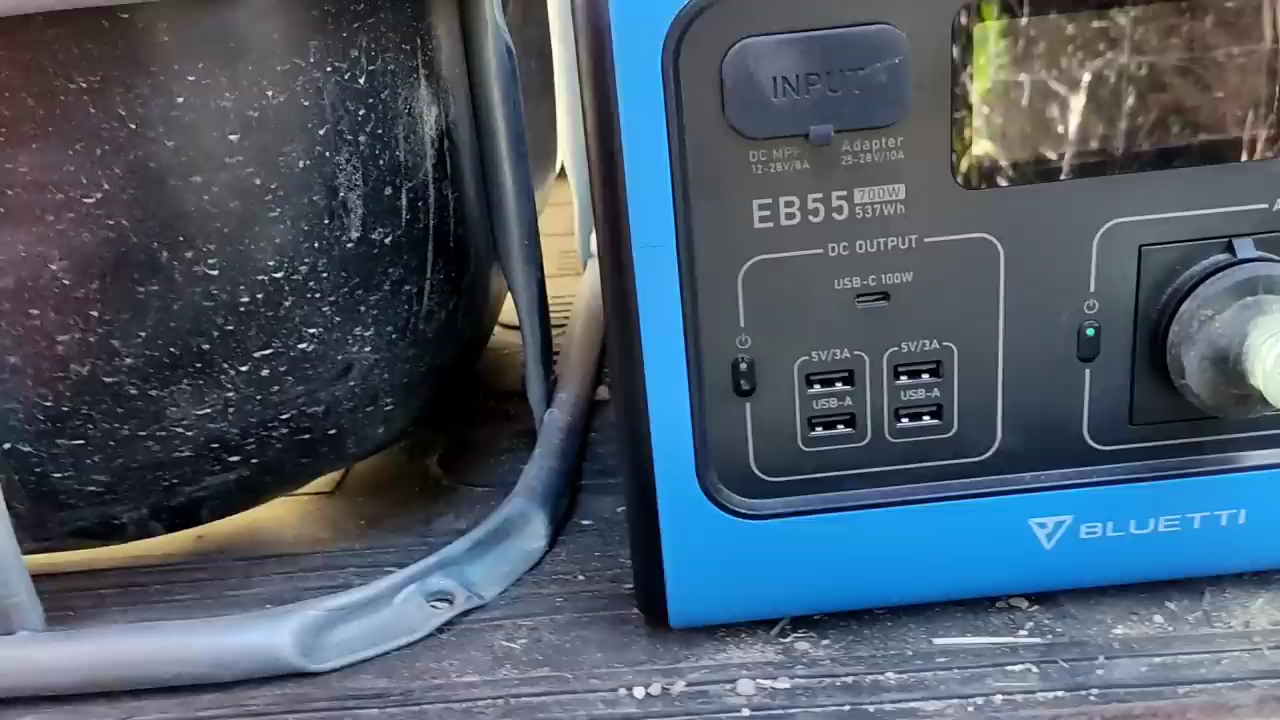 INPUT
DC MPP
12-28V/8A
Adapter
25-28V/10A
EB55 700W
537Wh
DC OUTPUT
USB-C 100W
5V/3A
USB-A
5V/3A
USB-A
A
BLUETTI